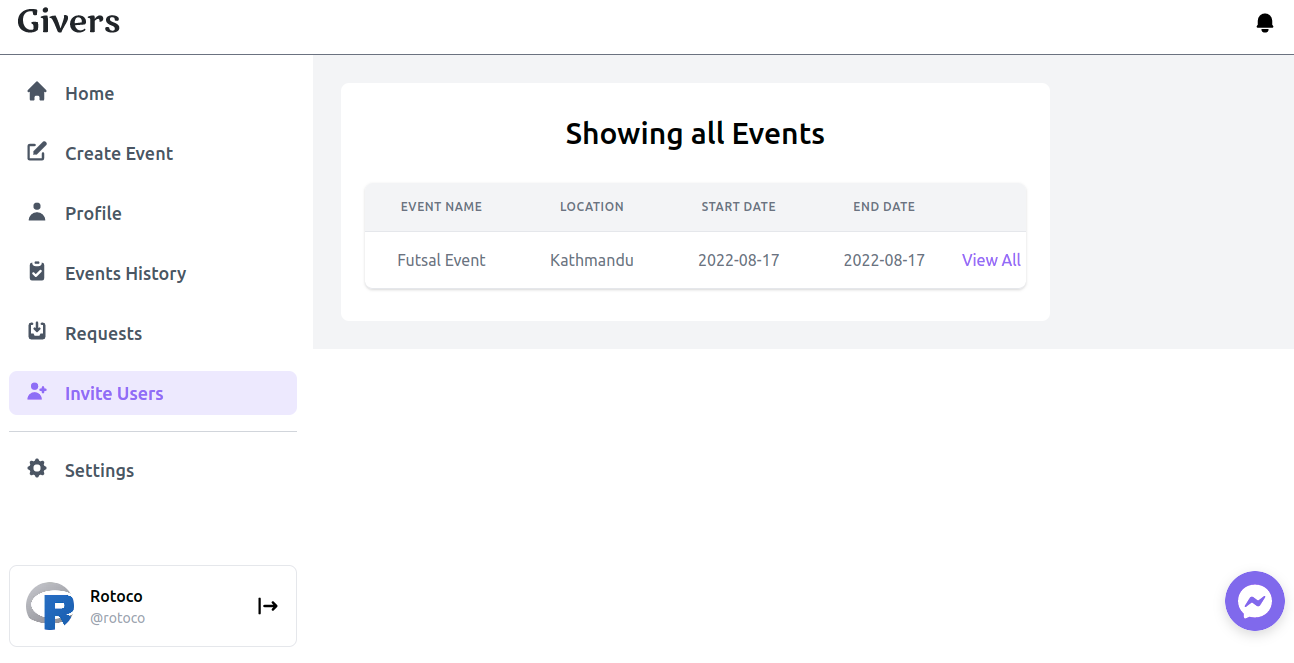 Givers
Home
Create Event
Profile
Events History
Requests
Invite Users
Settings
Rotoco
@rotoco
Showing all Events
EVENT NAME LOCATION START DATE END DATE
Futsal Event Kathmandu 2022-08-17 2022-08-17 View All